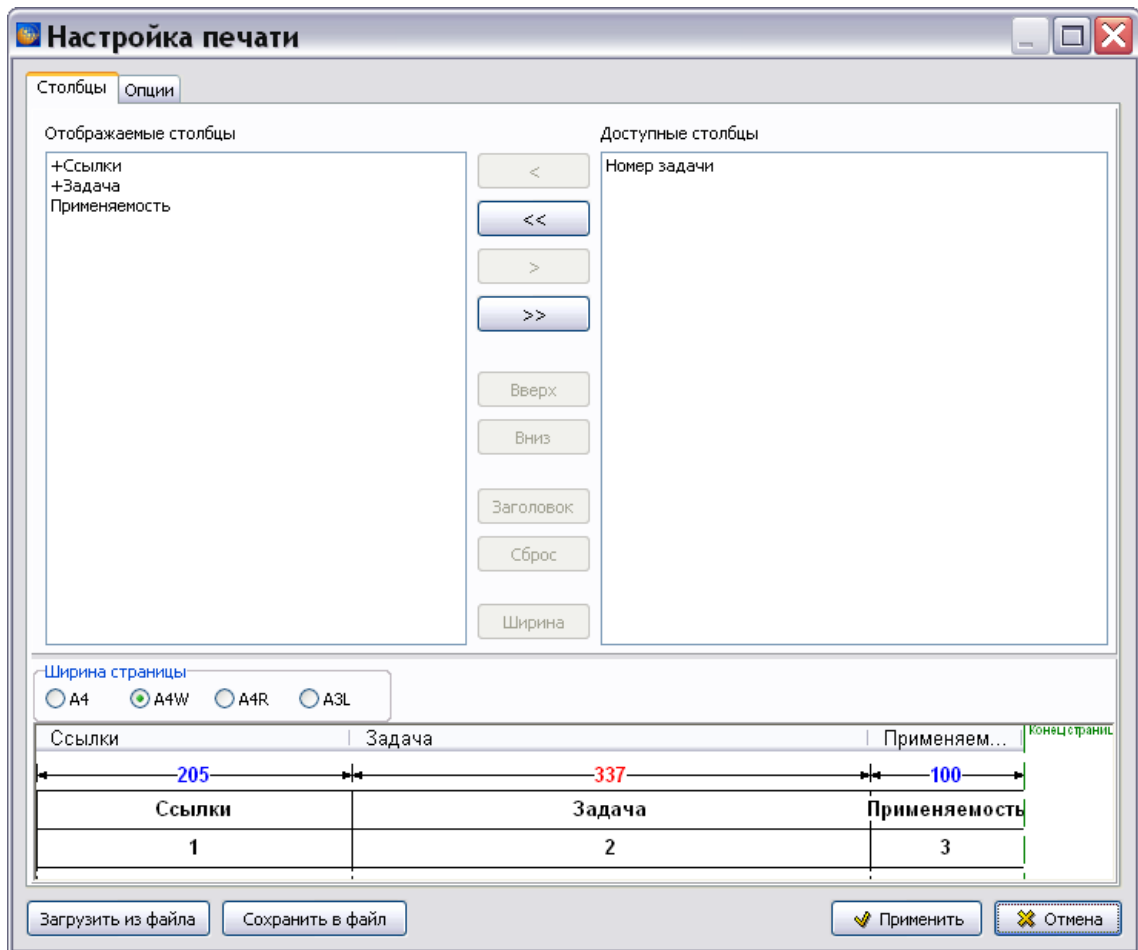 Настройка печати
Столбцы Опции
Отображаемые столбцы Доступные столбцы
+Ссылки
+Задача
Применяемость
Номер задачи
<
<<
>
>>
Вверх
Вниз
Заголовок
Сброс
Ширина
Ширина страницы
A4 A4W A4R A3L
Ссылки Задача Применяем... Конец страниц
205 337 100
Ссылки Задача Применяемость
1 2 3
Загрузить из файла Сохранить в файл Применить Отмена